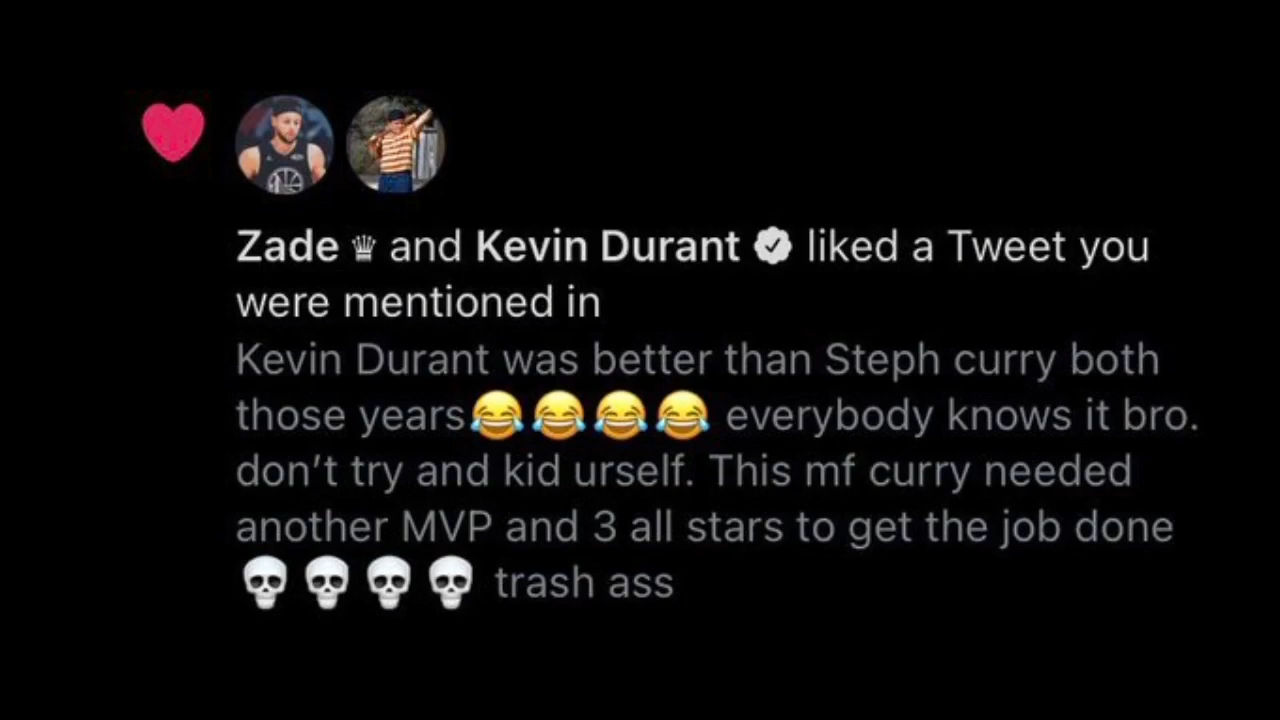 Zade ♛ and Kevin Durant liked a Tweet you
were mentioned in
Kevin Durant was better than Steph curry both
those years😂😂😂😂 everybody knows it bro.
don’t try and kid urself. This mf curry needed
another MVP and 3 all stars to get the job done
💀💀💀💀 trash ass